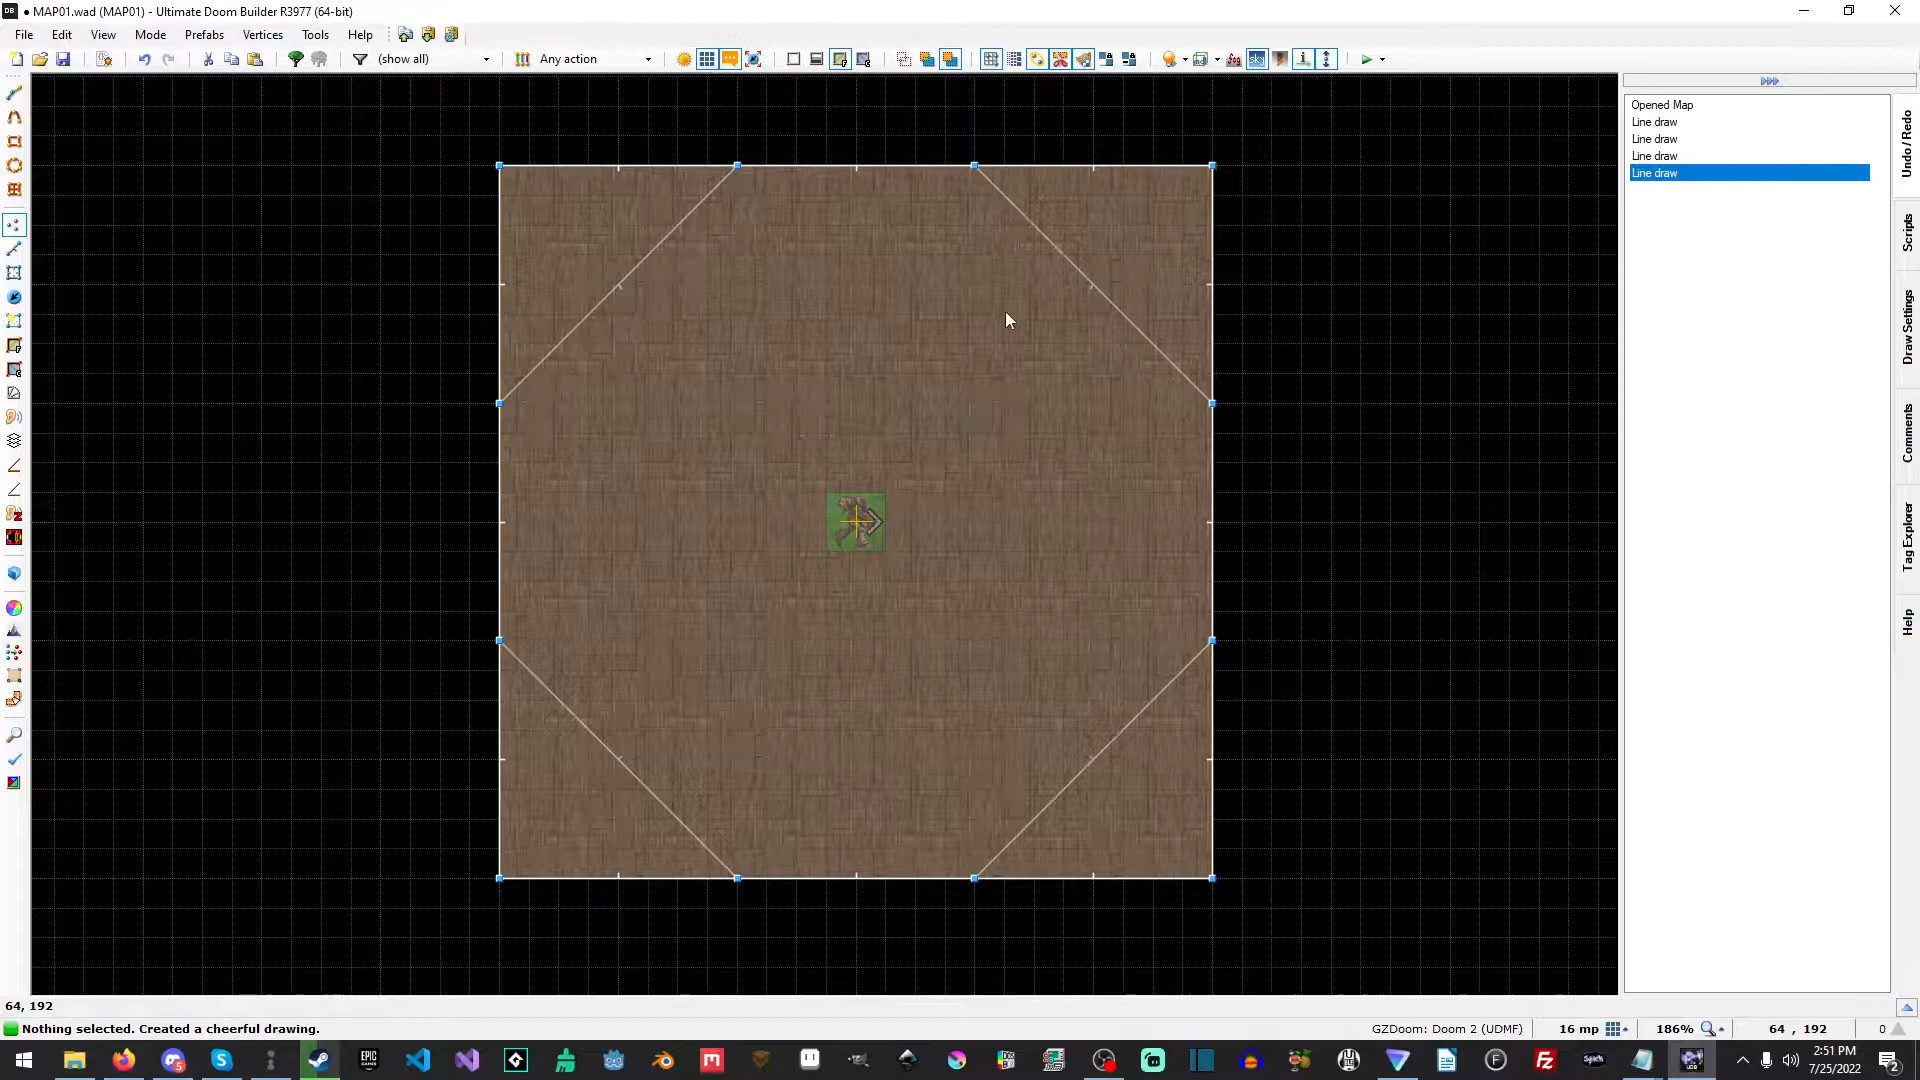 ● MAP01.wad (MAP01) - Ultimate Doom Builder R3977 (64-bit)
File Edit View Mode Prefabs Vertices Tools Help
(show all) Any action
Opened Map
Line draw
Line draw
Line draw
Line draw
Undo / Redo
Scripts
Draw Settings
Comments
Tag Explorer
Help
64, 192
Nothing selected. Created a cheerful drawing.
GZDoom: Doom 2 (UDMF) 16 mp 186% 64 , 192 0
2:51 PM
7/25/2022